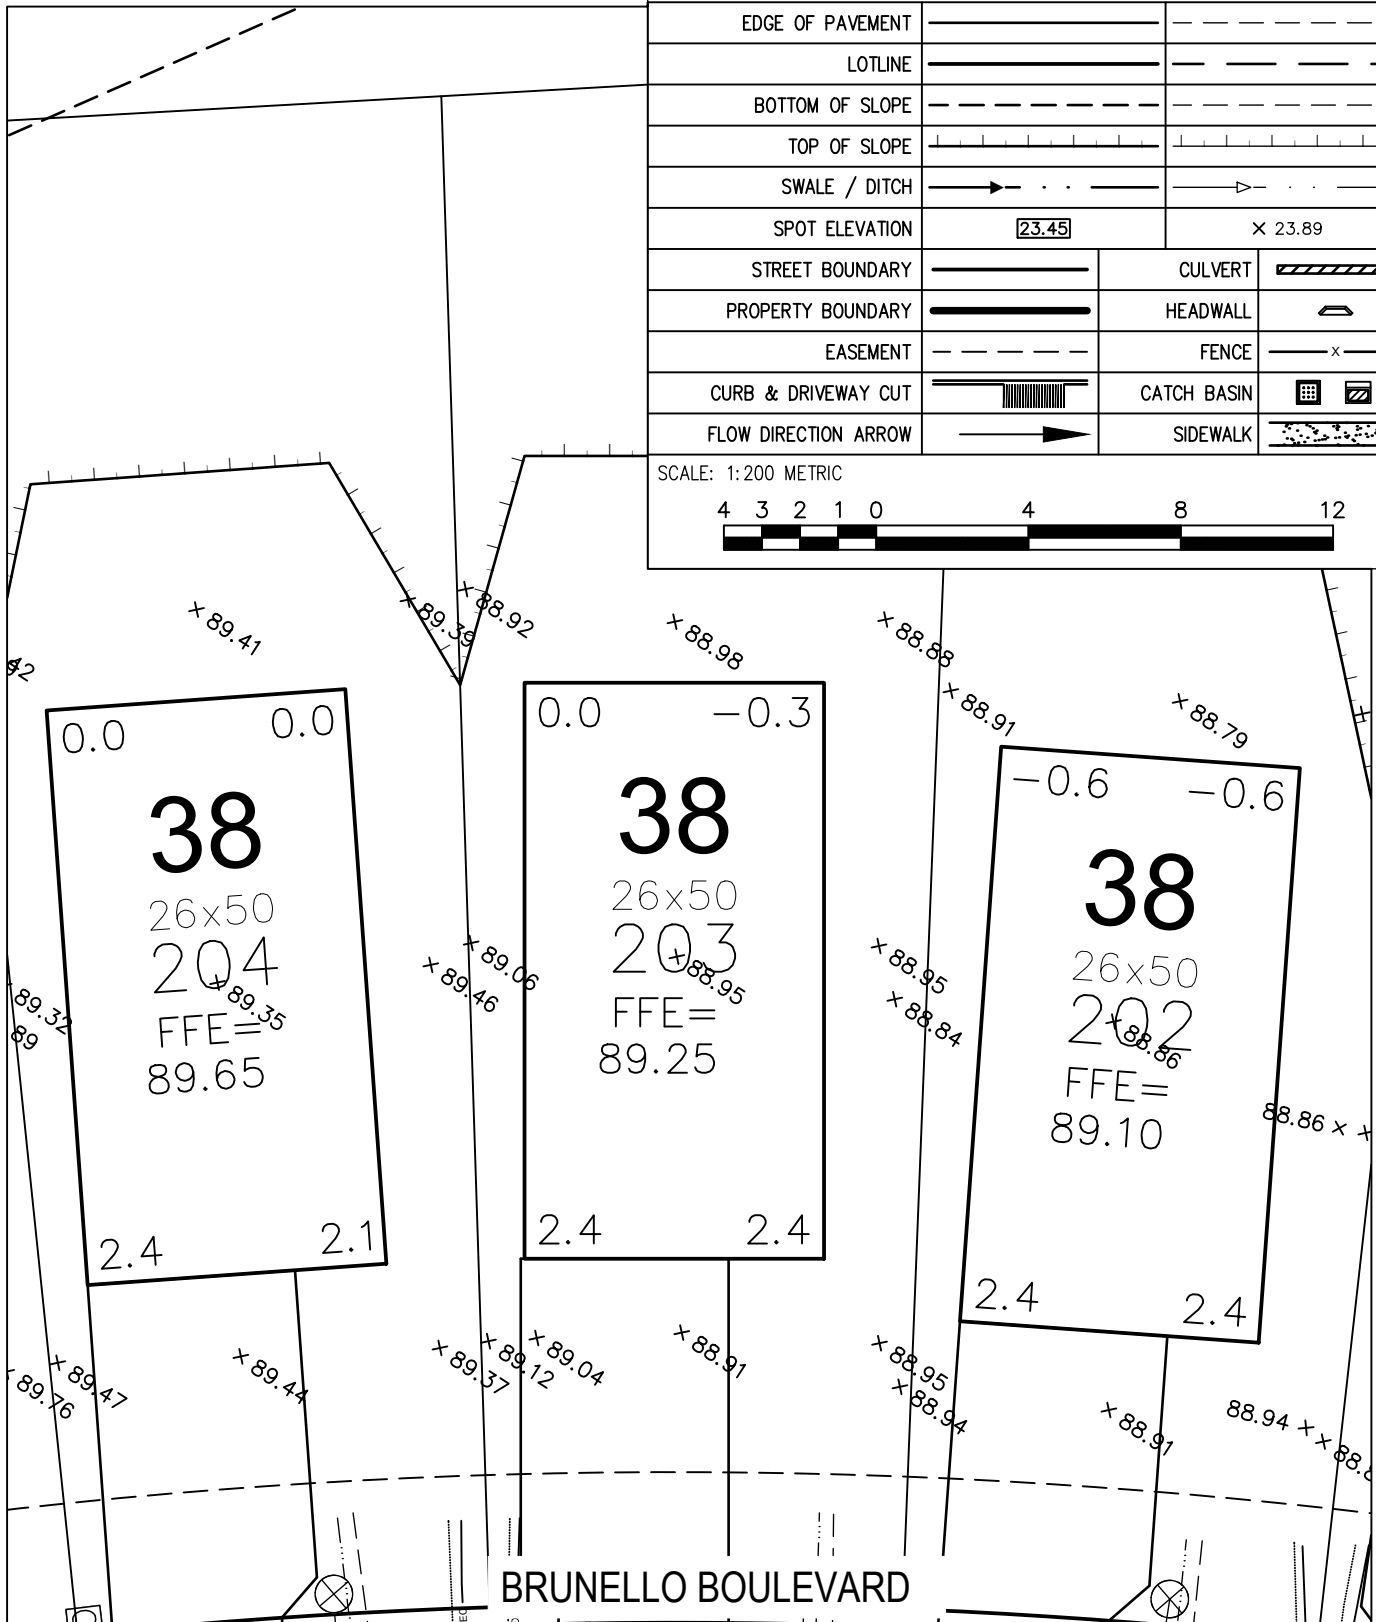 EDGE OF PAVEMENT
LOTLINE
BOTTOM OF SLOPE
TOP OF SLOPE
SWALE / DITCH
SPOT ELEVATION 23.45 × 23.89
STREET BOUNDARY CULVERT
PROPERTY BOUNDARY HEADWALL
EASEMENT FENCE x
CURB & DRIVEWAY CUT CATCH BASIN
FLOW DIRECTION ARROW SIDEWALK
SCALE: 1:200 METRIC
4 3 2 1 0 4 8 12
+ 89.41
+ 89.39
+ 88.92
+ 88.98
+ 88.88
+ 88.91
+ 88.79
0.0 0.0
38
26x50
204
+ 89.35
FFE=
89.65
2.4 2.1
0.0 -0.3
38
26x50
203
+ 88.95
FFE=
89.25
2.4 2.4
-0.6 -0.6
38
26x50
202
+ 88.86
FFE=
89.10
2.4 2.4
89.32
89
+ 89.06
+ 89.46
+ 88.95
+ 88.84
88.86 × +
+ 89.76
+ 89.47
+ 89.44
+ 89.37
+ 89.12
+ 89.04
+ 88.91
+ 88.95
+ 88.94
+ 88.91
88.94 +
BRUNELLO BOULEVARD